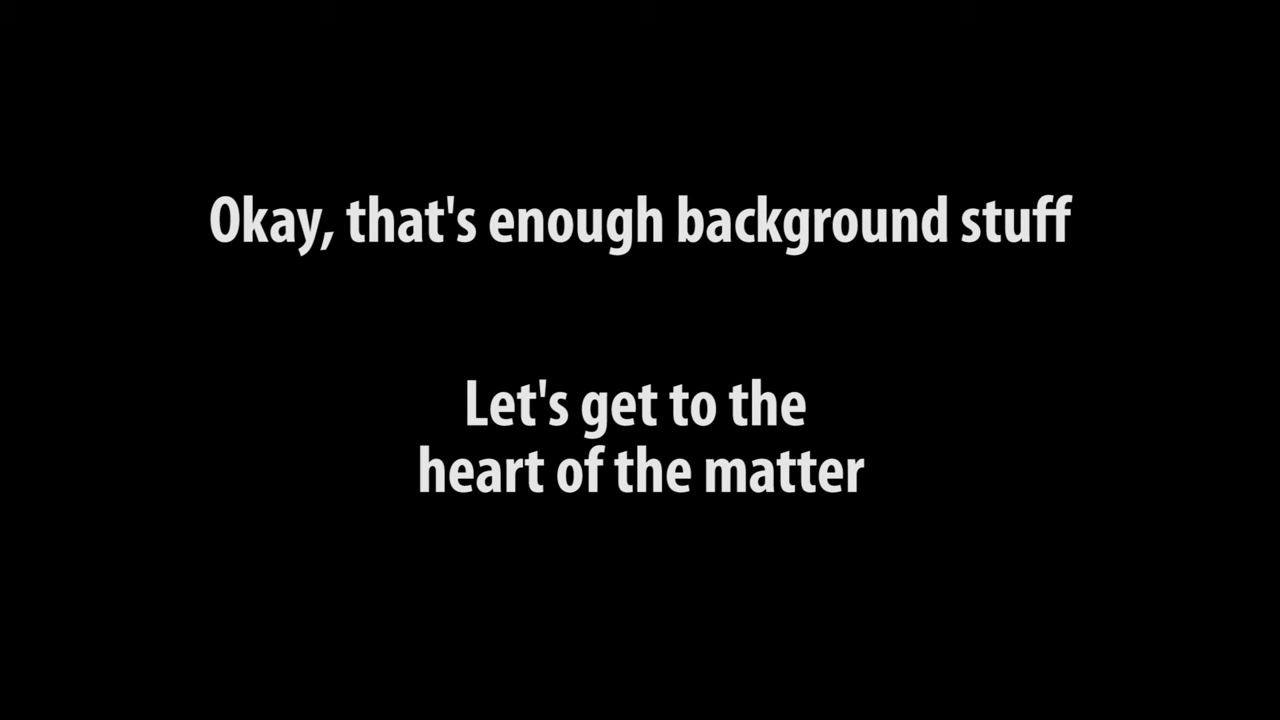 Okay, that's enough background stuff
Let's get to the
heart of the matter